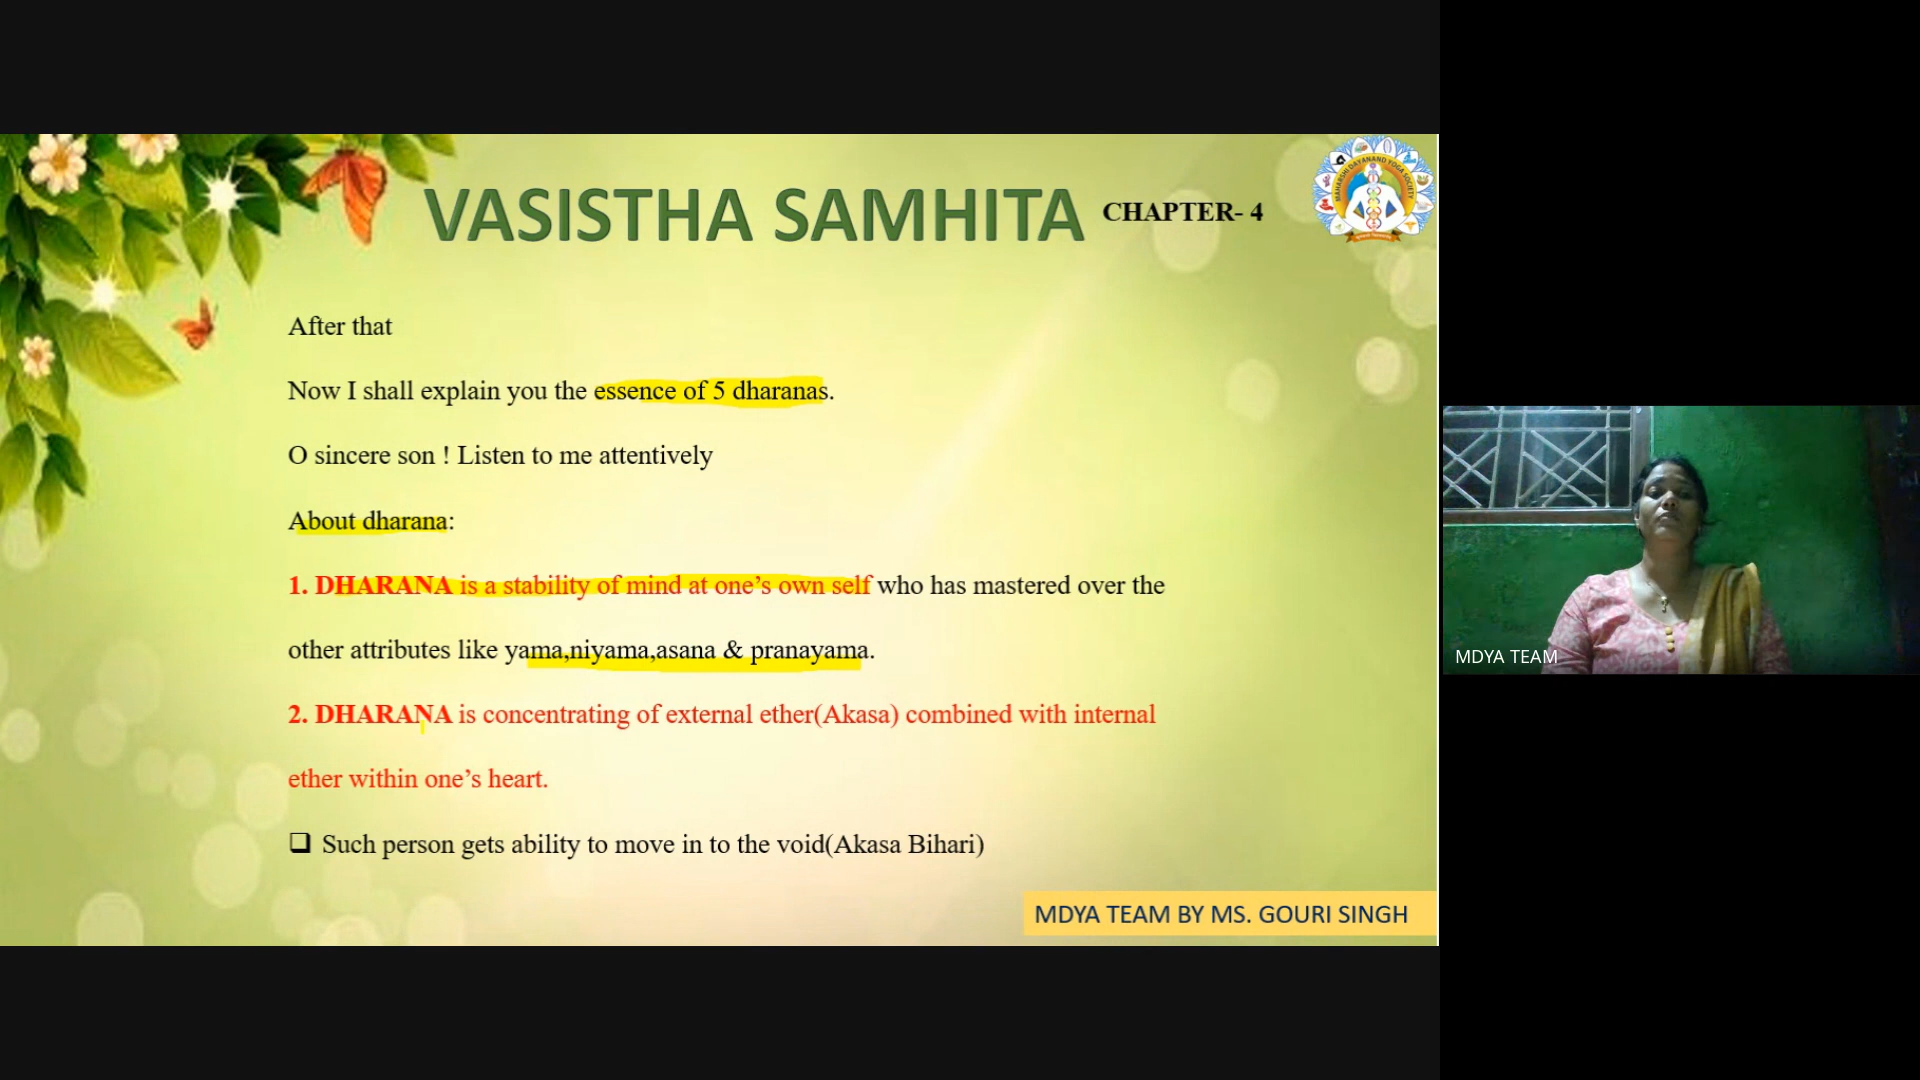 VASISTHA SAMHITA CHAPTER- 4
MAHARSHI DAYANAND YOGA SOCIETY
After that
Now I shall explain you the essence of 5 dharanas.
O sincere son ! Listen to me attentively
About dharana:
1. DHARANA is a stability of mind at one’s own self who has mastered over the
other attributes like yama,niyama,asana & pranayama.
2. DHARANA is concentrating of external ether(Akasa) combined with internal
ether within one’s heart.
❑ Such person gets ability to move in to the void(Akasa Bihari)
MDYA TEAM BY MS. GOURI SINGH
MDYA TEAM